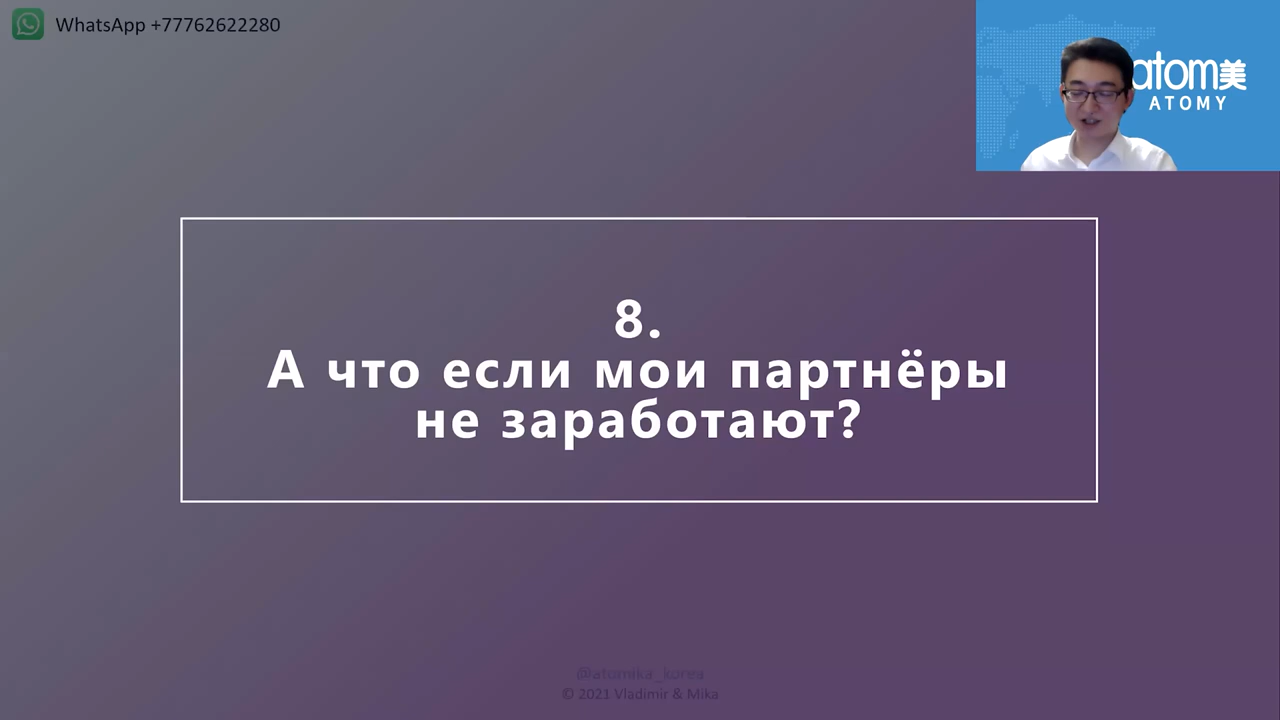 WhatsApp +77762622280
atom美
ATOMY
8.
А что если мои партнёры
не заработают?
@atomika_korea
© 2021 Vladimir & Mika